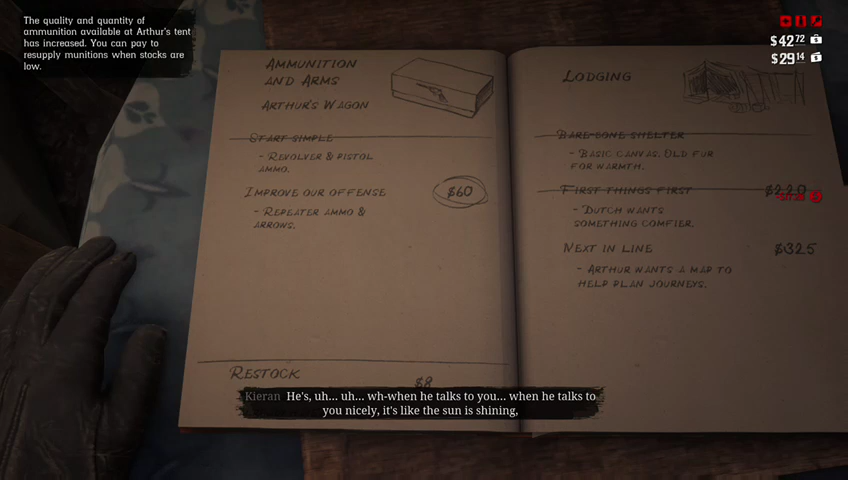 The quality and quantity of
ammunition available at Arthur's tent
has increased. You can pay to
resupply munitions when stocks are
low.
$42 72
$29 14
Ammunition
and Arms
Arthur's Wagon
Start simple
- Revolver & pistol
ammo.
Improve our offense $60
- Repeater ammo &
arrows.
Restock $8
Lodging
Bare-bone shelter
- Basic canvas. Old fur
for warmth.
First things first $220
- Dutch wants
something comfier.
Next in line $325
- Arthur wants a map to
help plan journeys.
Kieran He's, uh... uh... wh-when he talks to you... when he talks to
you nicely, it's like the sun is shining,